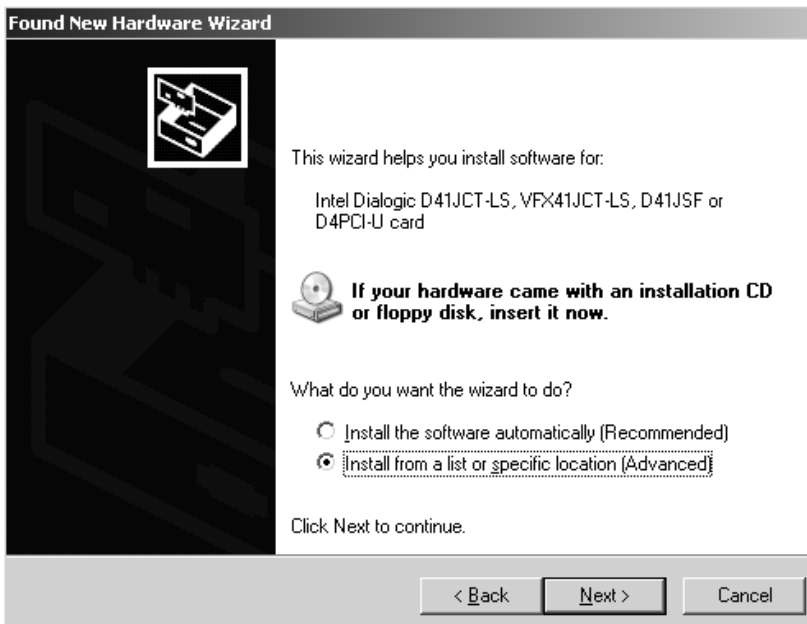 Found New Hardware Wizard
This wizard helps you install software for:
Intel Dialogic D41JCT-LS, VFX41JCT-LS, D41JSF or
D4PCI-U card
If your hardware came with an installation CD
or floppy disk, insert it now.
What do you want the wizard to do?
Install the software automatically (Recommended)
Install from a list or specific location (Advanced)
Click Next to continue.
< Back Next > Cancel